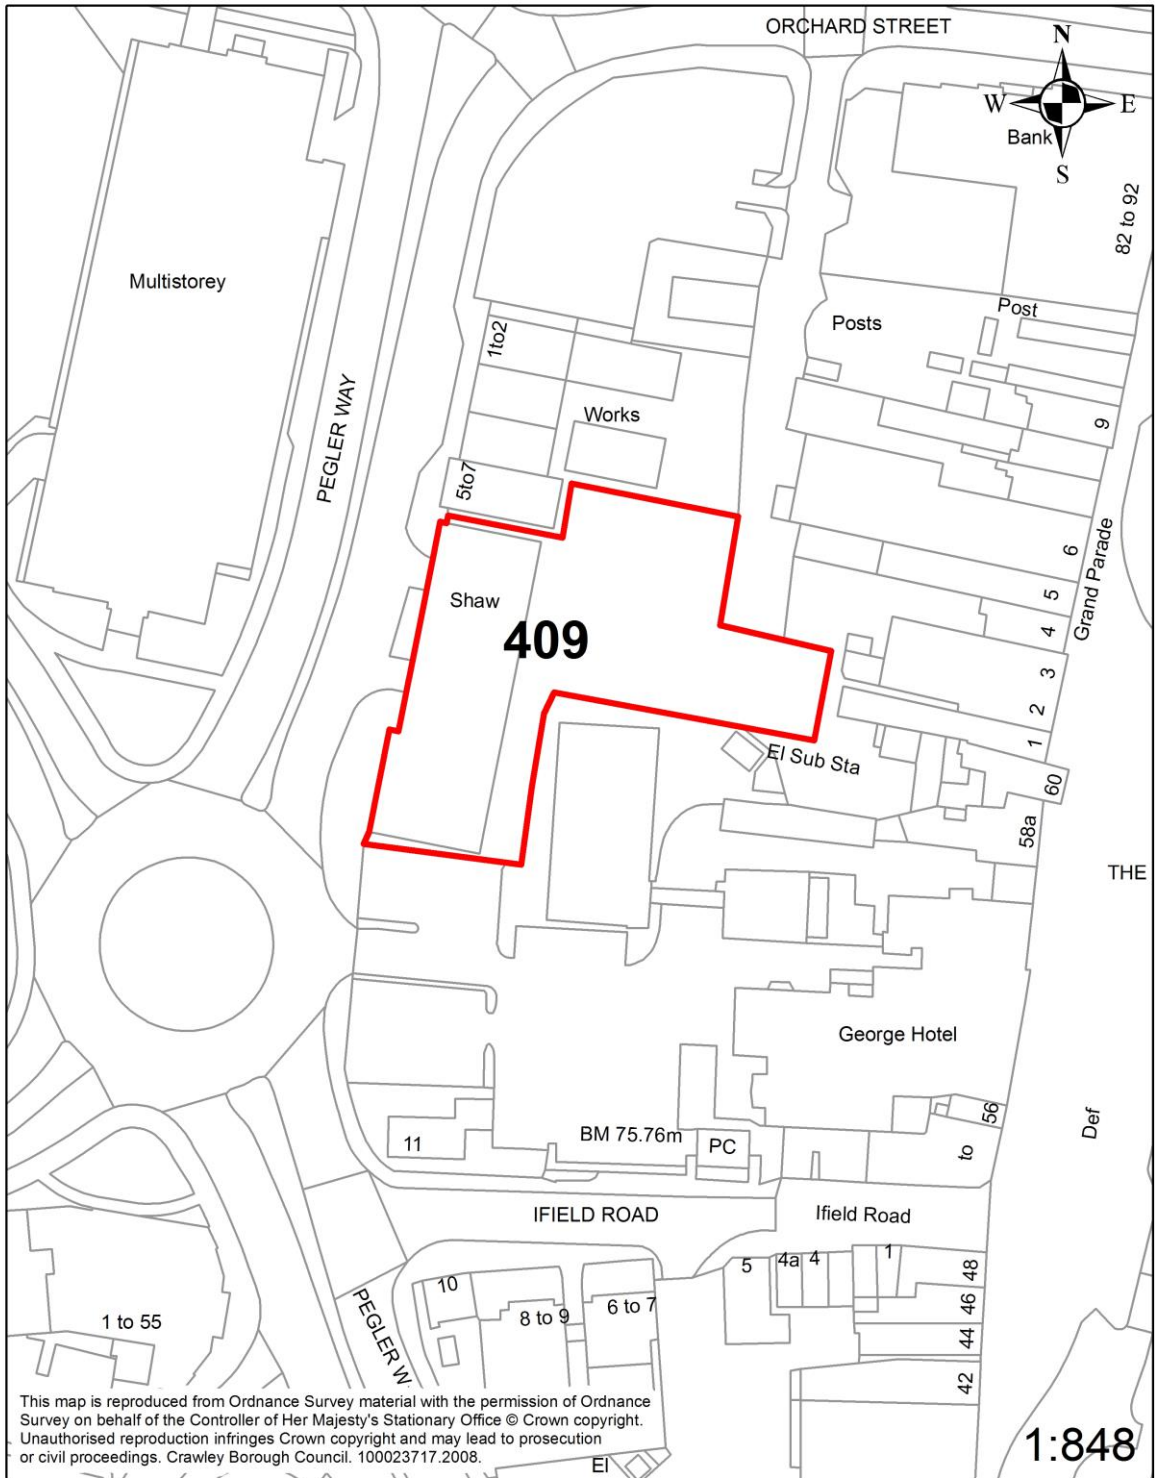 ORCHARD STREET
N
W
E
S
Bank
82 to 92
Multistorey
PEGLER WAY
1to2
Posts
Post
Works
9
5to7
6
5
4
Grand Parade
3
2
1
Shaw
409
El Sub Sta
60
58a
THE
George Hotel
56
to
Def
11
BM 75.76m
PC
IFIELD ROAD
Ifield Road
5
4a
4
1
48
46
44
42
10
8 to 9
6 to 7
1 to 55
PEGLER W
This map is reproduced from Ordnance Survey material with the permission of Ordnance
Survey on behalf of the Controller of Her Majesty's Stationary Office © Crown copyright.
Unauthorised reproduction infringes Crown copyright and may lead to prosecution
or civil proceedings. Crawley Borough Council. 100023717.2008.
El
1:848